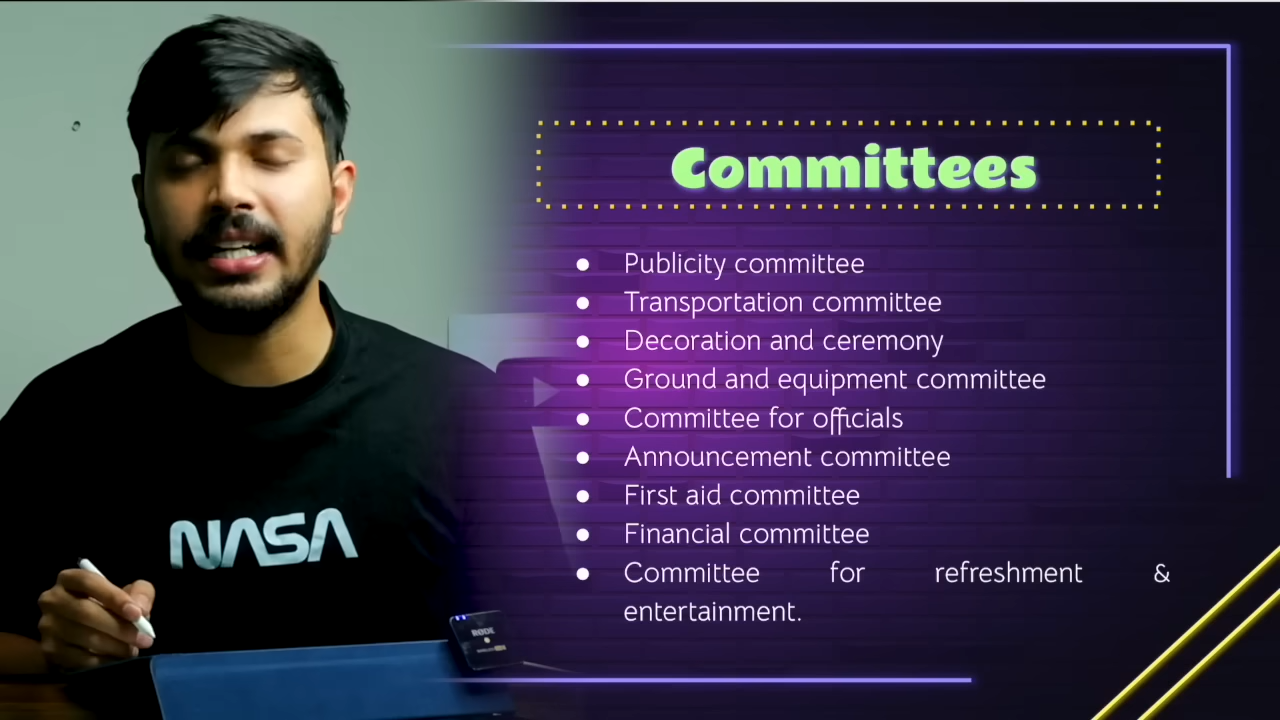 Committees
● Publicity committee
● Transportation committee
● Decoration and ceremony
● Ground and equipment committee
● Committee for officials
● Announcement committee
● First aid committee
● Financial committee
● Committee for refreshment &
entertainment.
NASA
RODE